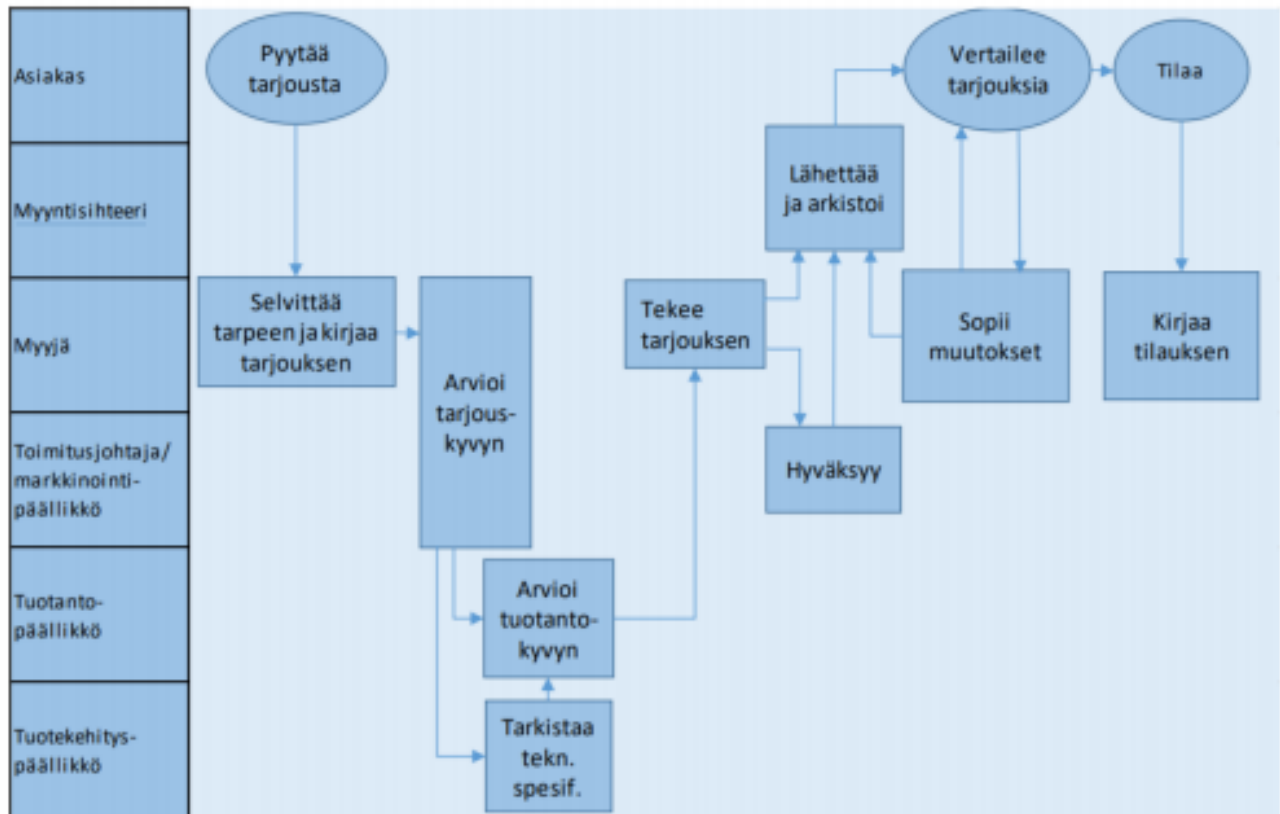 Asiakas
Pyytää
tarjousta
Vertailee
tarjouksia
Tilaa
Myyntisihteeri
Lähettää
ja arkistoi
Myyjä
Selvittää
tarpeen ja kirjaa
tarjouksen
Arvioi
tarjous-
kyvyn
Tekee
tarjouksen
Sopii
muutokset
Kirjaa
tilauksen
Toimitusjohtaja/
markkinointi-
päällikkö
Hyväksyy
Tuotanto-
päällikkö
Arvioi
tuotanto-
kyvyn
Tuotekehitys-
päällikkö
Tarkistaa
tekn.
spesif.